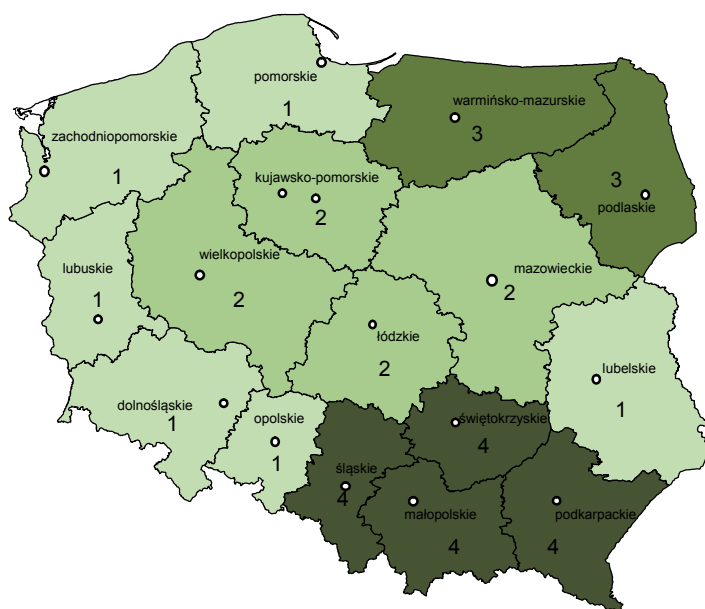 pomorskie
1
warmińsko-mazurskie
3
zachodniopomorskie
1
kujawsko-pomorskie
2
3
podlaskie
wielkopolskie
2
mazowieckie
2
lubuskie
1
łódzkie
2
lubelskie
1
dolnośląskie
1
opolskie
1
świętokrzyskie
4
śląskie
4
małopolskie
4
podkarpackie
4